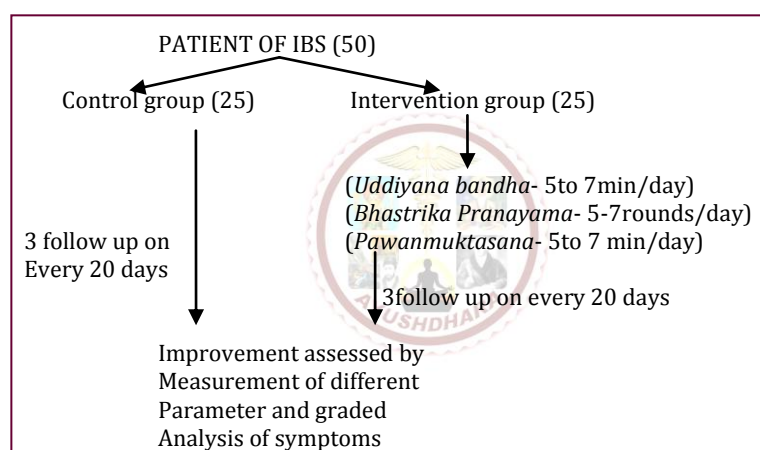 PATIENT OF IBS (50)
Control group (25)
Intervention group (25)
(Uddiyana bandha- 5to 7min/day)
(Bhastrika Pranayama- 5-7rounds/day)
(Pawanmuktasana- 5to 7 min/day)
3 follow up on
Every 20 days
3follow up on every 20 days
AYUSHDHARA
Improvement assessed by
Measurement of different
Parameter and graded
Analysis of symptoms